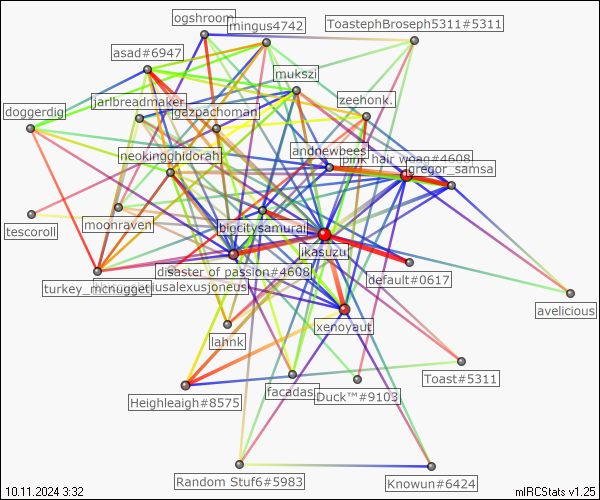 ogshroom
mingus4742
ToastephBroseph5311#5311
asad#6947
mukszi
jarlbreadmaker
zeehonk.
doggerdig
gazpachoman
andnewbees
neokingghidorah
pink hair woag#4608
gregor_samsa
tescoroll
moonraven
bigcitysamurai
ikasuzui
disaster of passion#4608
default#0617
turkey_mcnugget
avelicious
xenoyaut
lahnk
Toast#5311
facadas
Heighleaigh#8575
Duck™#9103
Random Stuf6#5983
Knowun#6424
10.11.2024 3:32
mIRCStats v1.25